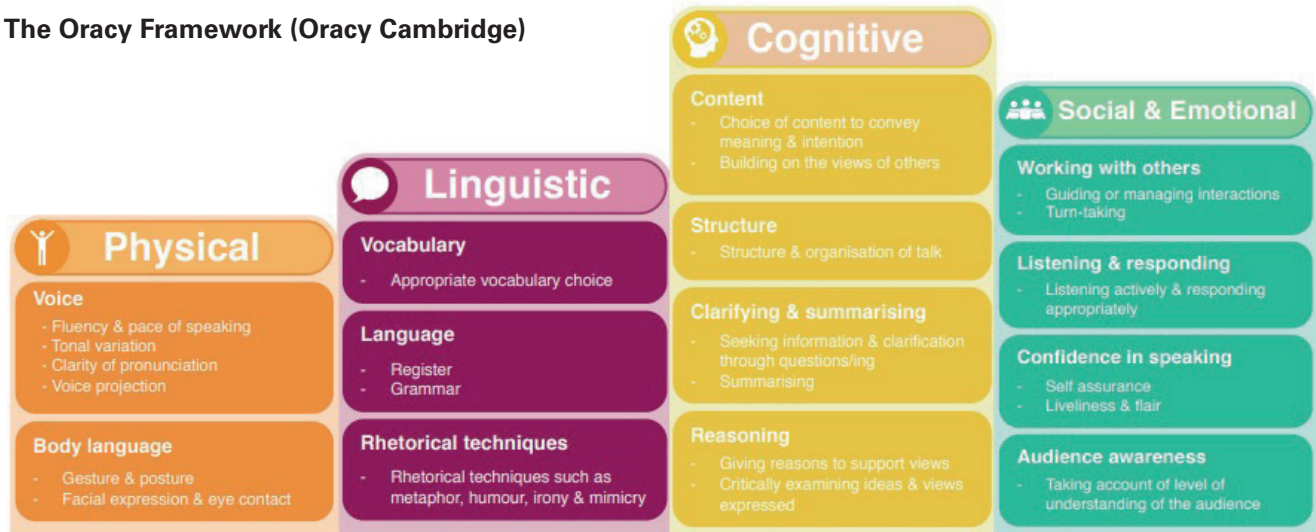 The Oracy Framework (Oracy Cambridge)
Physical
Voice
- Fluency & pace of speaking
- Tonal variation
- Clarity of pronunciation
- Voice projection
Body language
- Gesture & posture
- Facial expression & eye contact
Linguistic
Vocabulary
- Appropriate vocabulary choice
Language
- Register
- Grammar
Rhetorical techniques
- Rhetorical techniques such as
metaphor, humour, irony & mimicry
Cognitive
Content
- Choice of content to convey
meaning & intention
- Building on the views of others
Structure
- Structure & organisation of talk
Clarifying & summarising
- Seeking information & clarification
through questions/ing
- Summarising
Reasoning
- Giving reasons to support views
- Critically examining ideas & views
expressed
Social & Emotional
Working with others
- Guiding or managing interactions
- Turn-taking
Listening & responding
- Listening actively & responding
appropriately
Confidence in speaking
- Self assurance
- Liveliness & flair
Audience awareness
- Taking account of level of
understanding of the audience